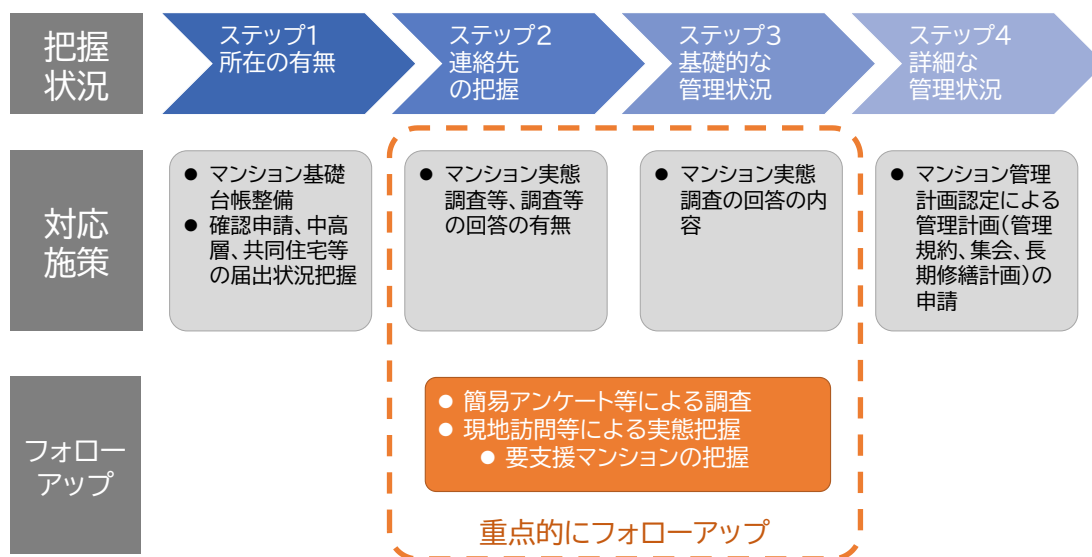 把握
状況
ステップ1
所在の有無
ステップ2
連絡先
の把握
ステップ3
基礎的な
管理状況
ステップ4
詳細な
管理状況
対応
施策
● マンション基礎
台帳整備
● 確認申請、中高
層、共同住宅等
の届出状況把握
● マンション実態
調査等、調査等
の回答の有無
● マンション実態
調査の回答の内
容
● マンション管理
計画認定による
管理計画(管理
規約、集会、長
期修繕計画)の
申請
フォロー
アップ
● 簡易アンケート等による調査
● 現地訪問等による実態把握
● 要支援マンションの把握
重点的にフォローアップ